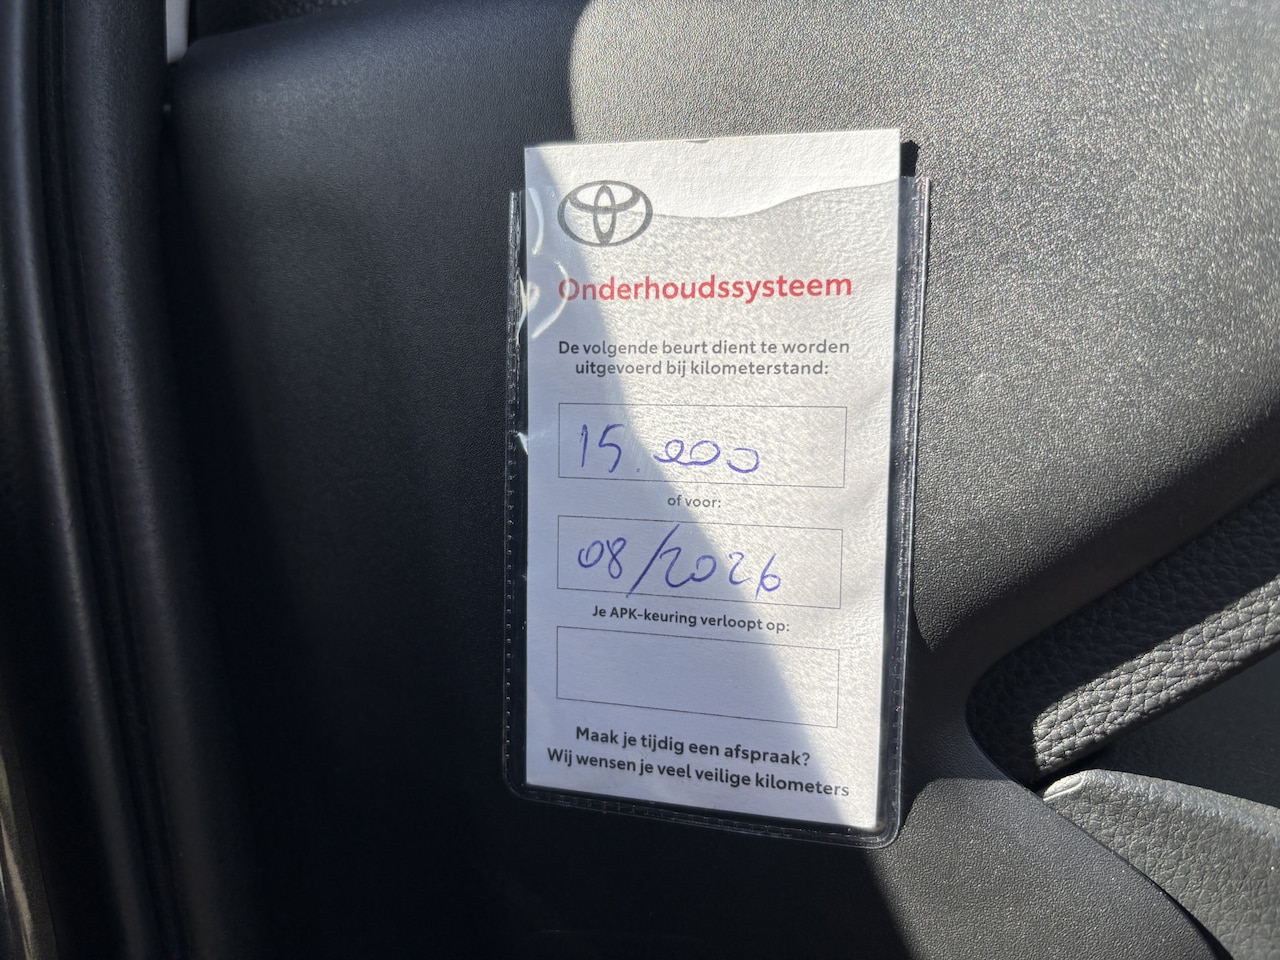 Onderhoudssysteem
De volgende beurt dient te worden
uitgevoerd bij kilometerstand:
15.000
of voor:
08/2026
Je APK-keuring verloopt op:
Maak je tijdig een afspraak?
Wij wensen je veel veilige kilometers